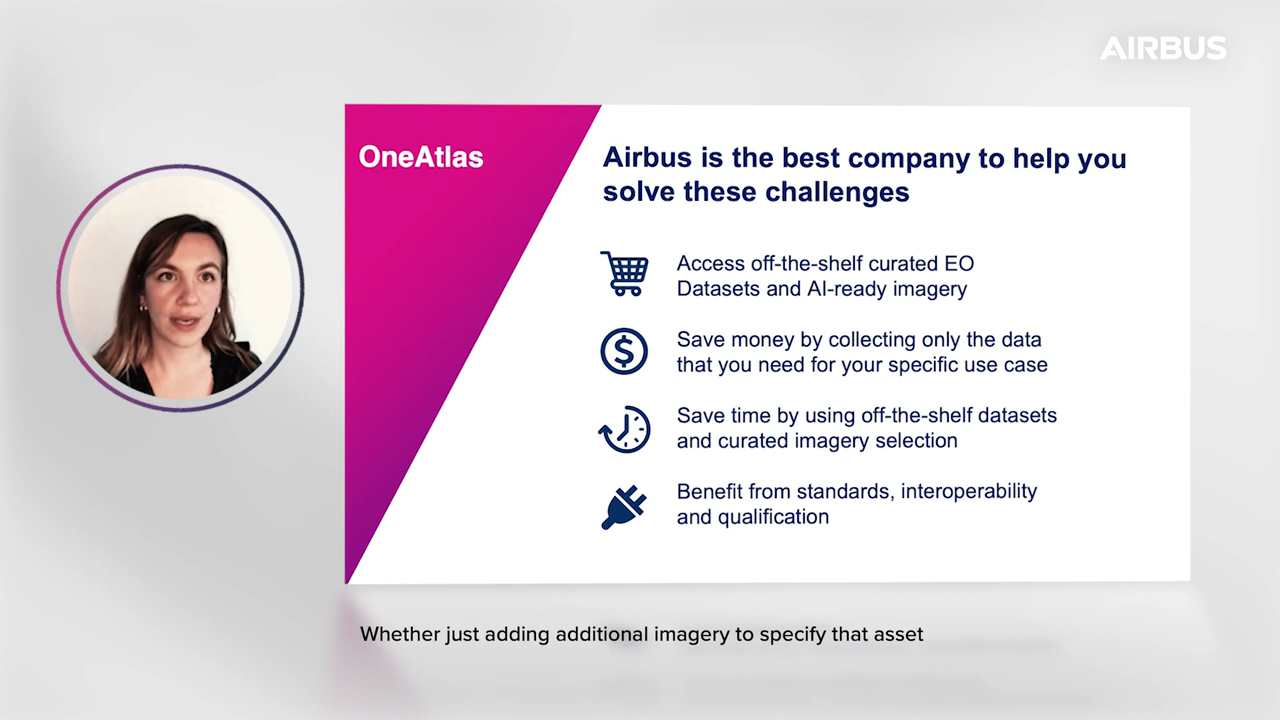 AIRBUS
OneAtlas
Airbus is the best company to help you
solve these challenges
Access off-the-shelf curated EO
Datasets and AI-ready imagery
Save money by collecting only the data
that you need for your specific use case
Save time by using off-the-shelf datasets
and curated imagery selection
Benefit from standards, interoperability
and qualification
Whether just adding additional imagery to specify that asset